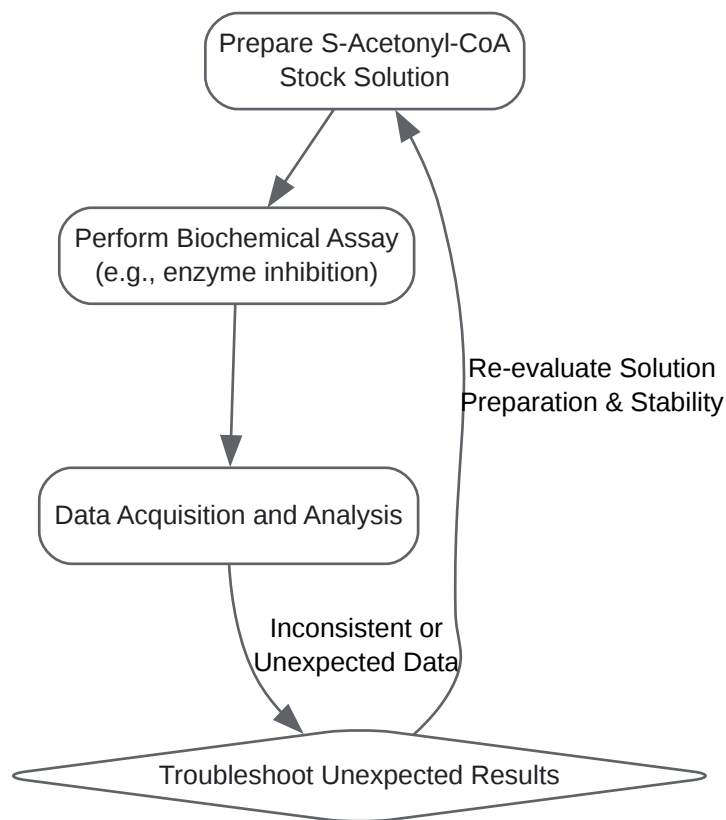 Prepare S-Acetonyl-CoA
Stock Solution
Perform Biochemical Assay
(e.g., enzyme inhibition)
Re-evaluate Solution
Preparation & Stability
Data Acquisition and Analysis
Inconsistent or
Unexpected Data
Troubleshoot Unexpected Results